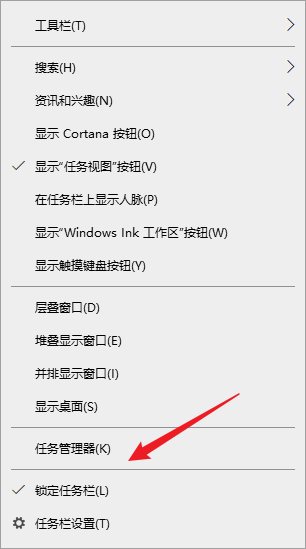 工具栏(T)
搜索(H)
资讯和兴趣(N)
显示 Cortana 按钮(O)
显示“任务视图”按钮(V)
在任务栏上显示人脉(P)
显示“Windows Ink 工作区”按钮(W)
显示触摸键盘按钮(Y)
层叠窗口(D)
堆叠显示窗口(E)
并排显示窗口(I)
显示桌面(S)
任务管理器(K)
锁定任务栏(L)
任务栏设置(T)